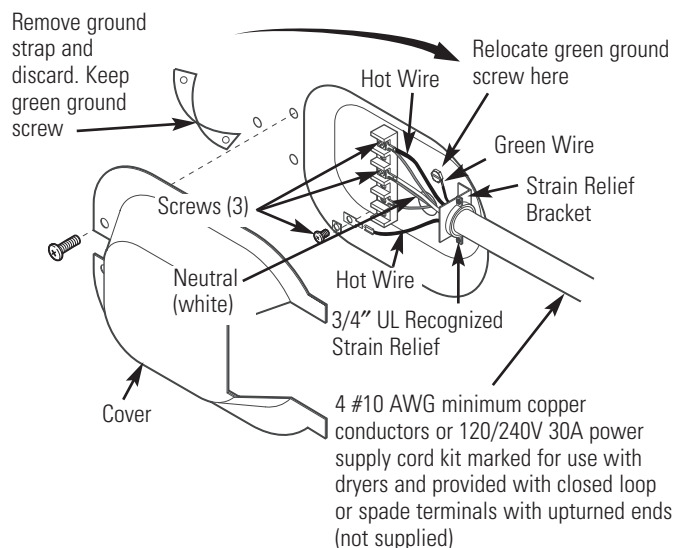 Remove ground
strap and
discard. Keep
green ground
screw
Relocate green ground
screw here
Hot Wire
Green Wire
Strain Relief
Bracket
Screws (3)
Neutral
(white)
Hot Wire
3/4″ UL Recognized
Strain Relief
Cover
4 #10 AWG minimum copper
conductors or 120/240V 30A power
supply cord kit marked for use with
dryers and provided with closed loop
or spade terminals with upturned ends
(not supplied)